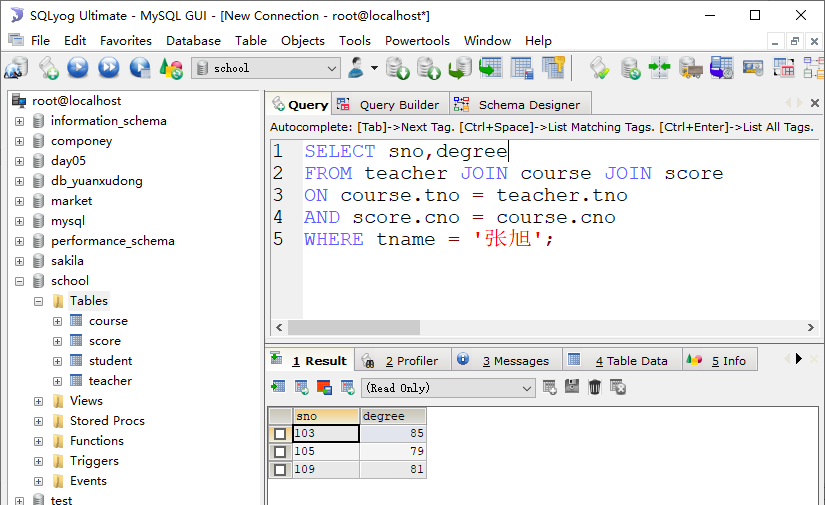 SQLyog Ultimate - MySQL GUI - [New Connection - root@localhost*]
File Edit Favorites Database Table Objects Tools Powertools Window Help
school
root@localhost
information_schema
componey
day05
db_yuanxudong
market
mysql
performance_schema
sakila
school
Tables
course
score
student
teacher
Views
Stored Procs
Functions
Triggers
Events
test
Query Query Builder Schema Designer
Autocomplete: [Tab]->Next Tag. [Ctrl+Space]->List Matching Tags. [Ctrl+Enter]->List All Tags.
1 SELECT sno,degree
2 FROM teacher JOIN course JOIN score
3 ON course.tno = teacher.tno
4 AND score.cno = course.cno
5 WHERE tname = '张旭';
1 Result 2 Profiler 3 Messages 4 Table Data 5 Info
(Read Only)
sno degree
103 85
105 79
109 81